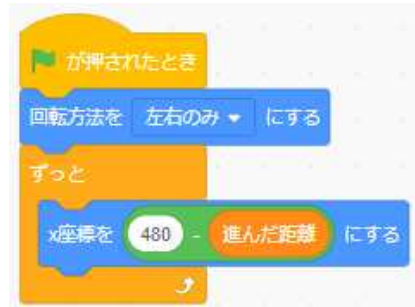 が押されたとき
回転方法を 左右のみ にする
ずっと
x座標を 480 - 進んだ距離 にする